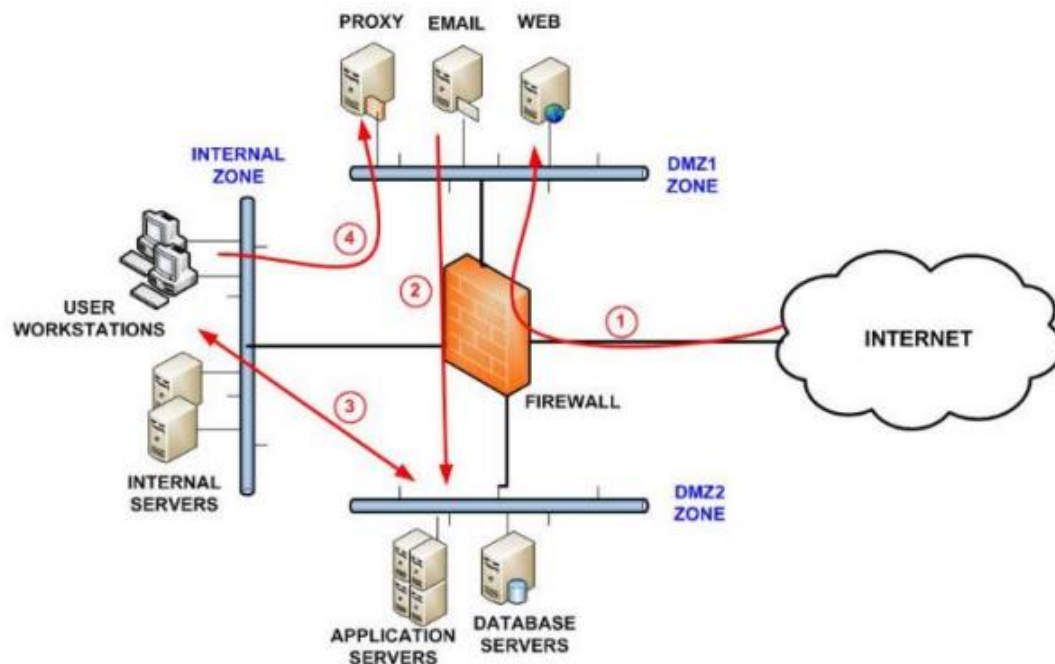 PROXY
EMAIL
WEB
INTERNAL
ZONE
DMZ1
ZONE
4
USER
WORKSTATIONS
2
1
INTERNET
3
FIREWALL
INTERNAL
SERVERS
DMZ2
ZONE
APPLICATION
SERVERS
DATABASE
SERVERS